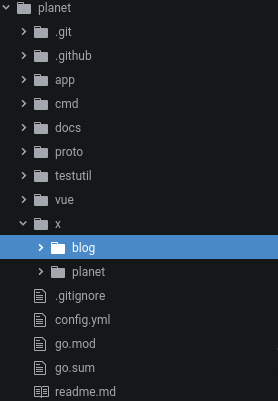 planet
.git
.github
app
cmd
docs
proto
testutil
vue
x
blog
planet
.gitignore
config.yml
go.mod
go.sum
readme.md